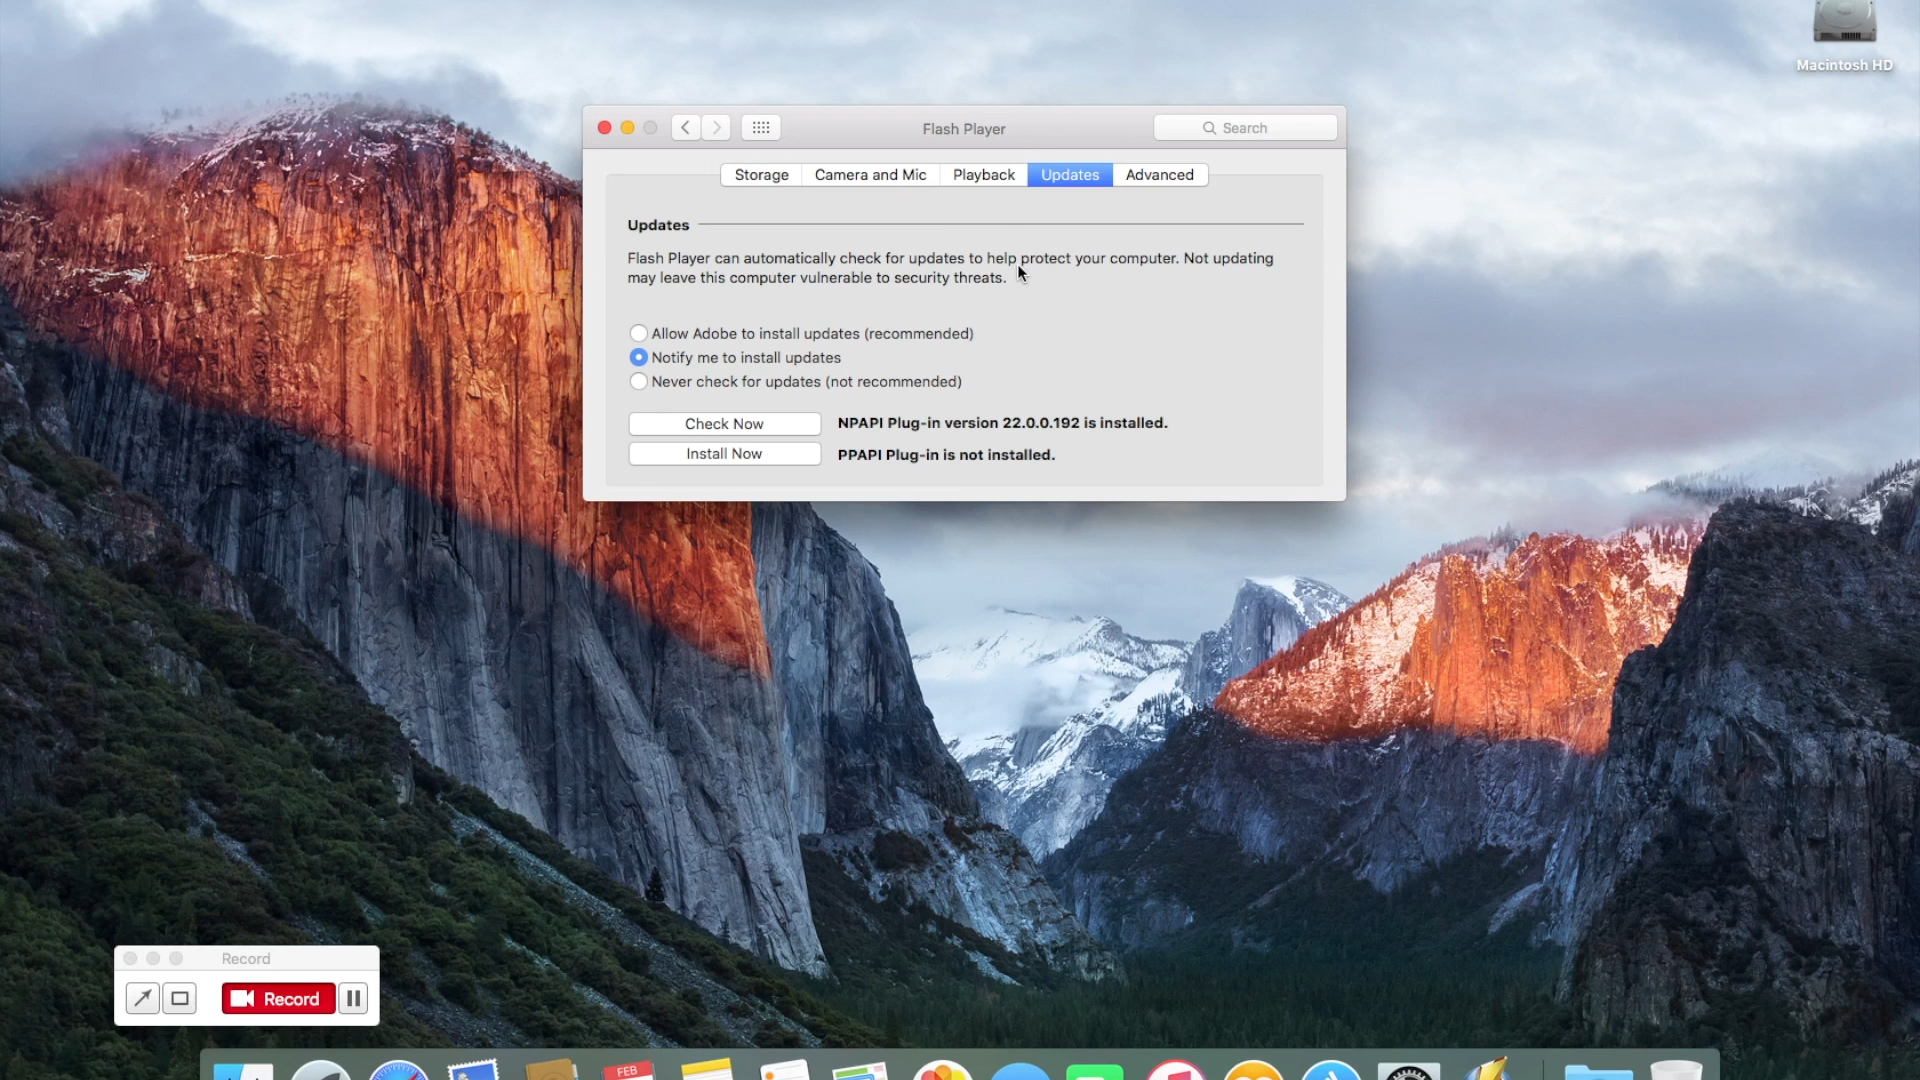 Macintosh HD
Flash Player
Search
Storage
Camera and Mic
Playback
Updates
Advanced
Updates
Flash Player can automatically check for updates to help protect your computer. Not updating
may leave this computer vulnerable to security threats.
Allow Adobe to install updates (recommended)
Notify me to install updates
Never check for updates (not recommended)
Check Now
NPAPI Plug-in version 22.0.0.192 is installed.
Install Now
PPAPI Plug-in is not installed.
Record
Record
FEB